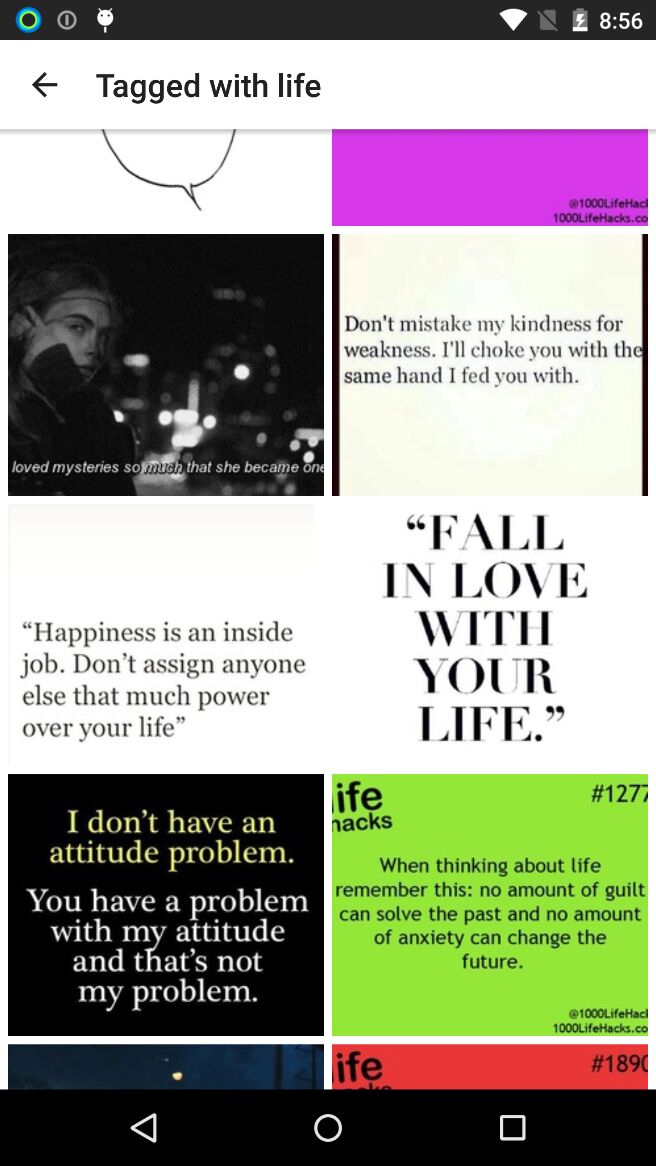 8:56
Tagged with life
@1000LifeHac
1000LifeHacks.co
loved mysteries so much that she became one
Don't mistake my kindness for
weakness. I'll choke you with the
same hand I fed you with.
“Happiness is an inside
job. Don’t assign anyone
else that much power
over your life”
“FALL
IN LOVE
WITH
YOUR
LIFE.”
I don’t have an
attitude problem.
You have a problem
with my attitude
and that’s not
my problem.
life
hacks
#1277
When thinking about life
remember this: no amount of guilt
can solve the past and no amount
of anxiety can change the
future.
@1000LifeHac
1000LifeHacks.co
life
#1890